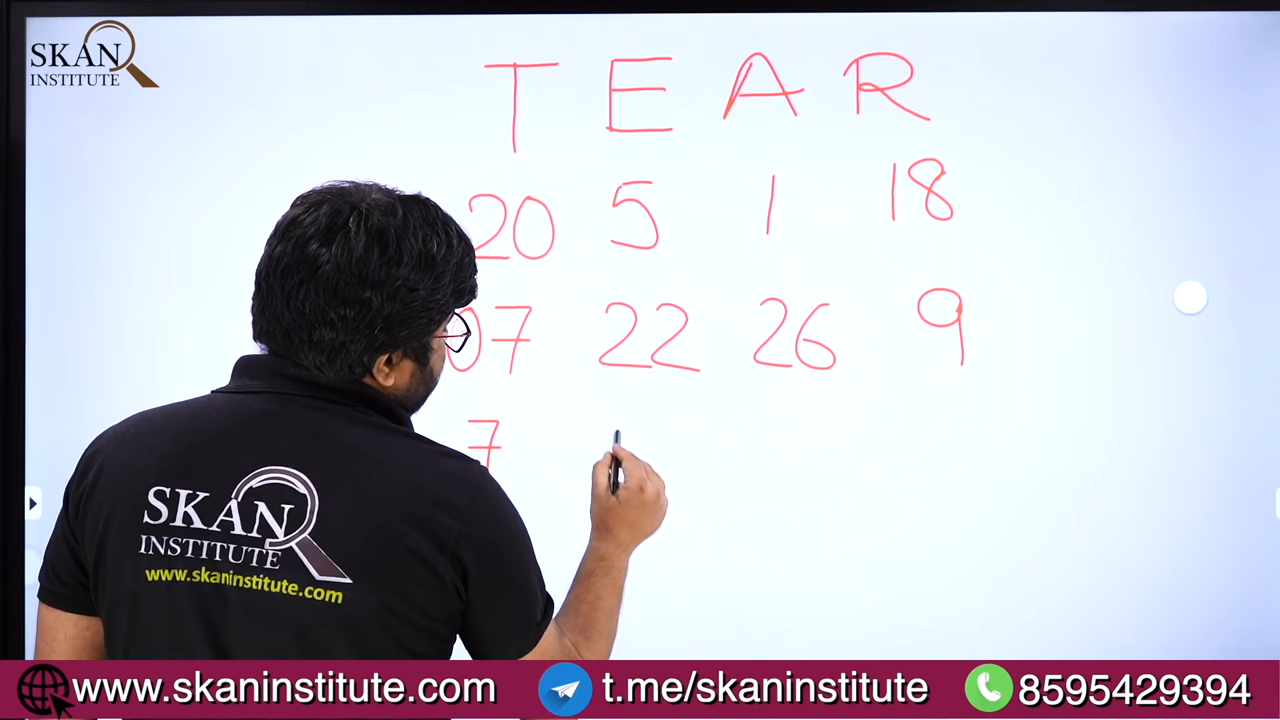 SKAN
INSTITUTE
T E A R
20 5 1 18
07 22 26 9
7
SKAN
INSTITUTE
www.skaninstitute.com
www.skaninstitute.com t.me/skaninstitute 8595429394